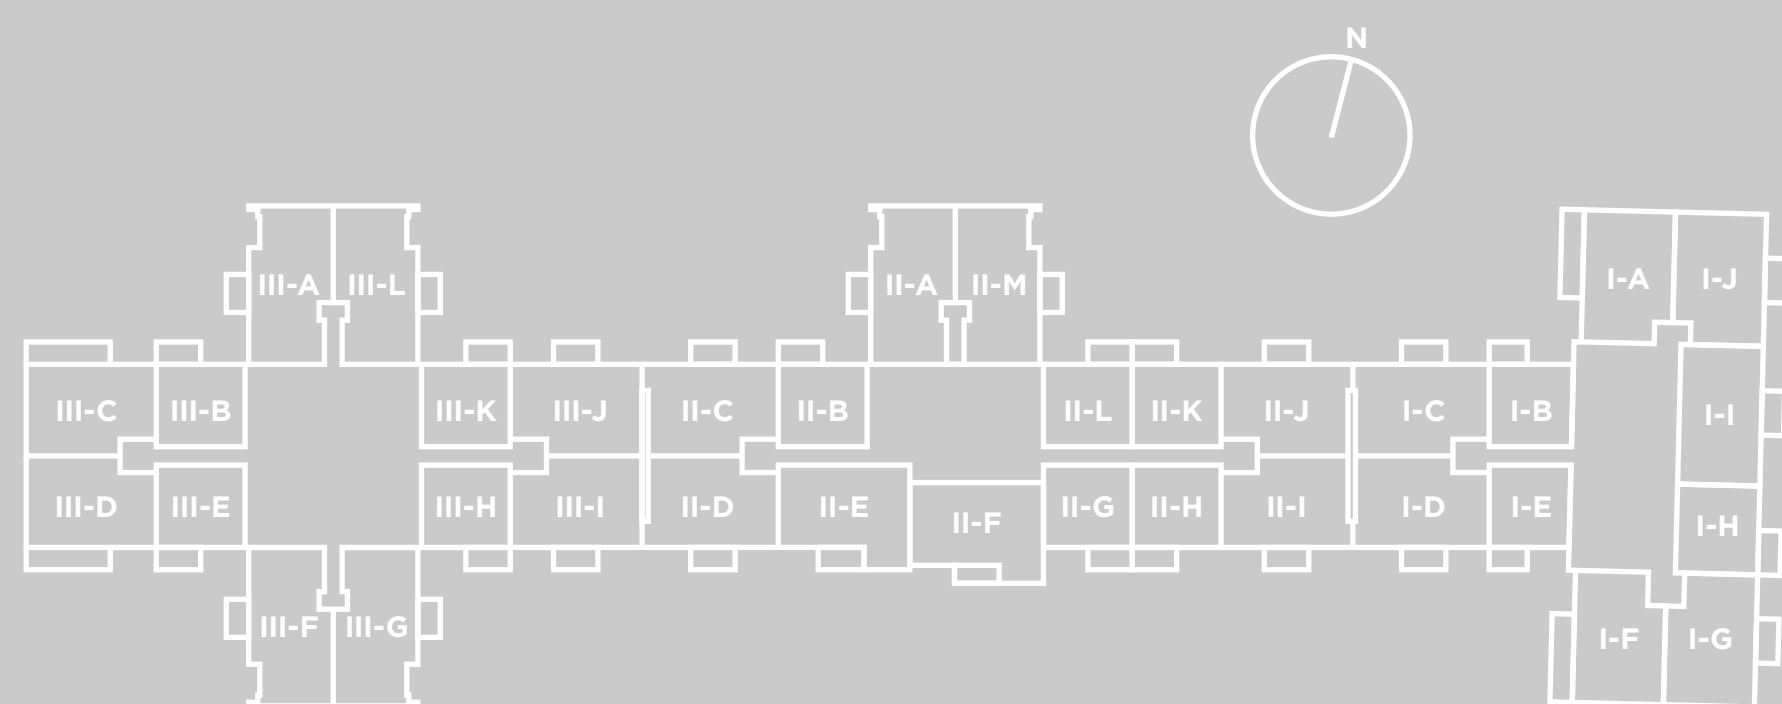 N
III-A III-L II-A II-M I-A I-J
III-C III-B III-K III-J II-C II-B II-L II-K II-J I-C I-B I-I
III-D III-E III-H III-I II-D II-E II-F II-G II-H II-I I-D I-E I-H
III-F III-G I-F I-G